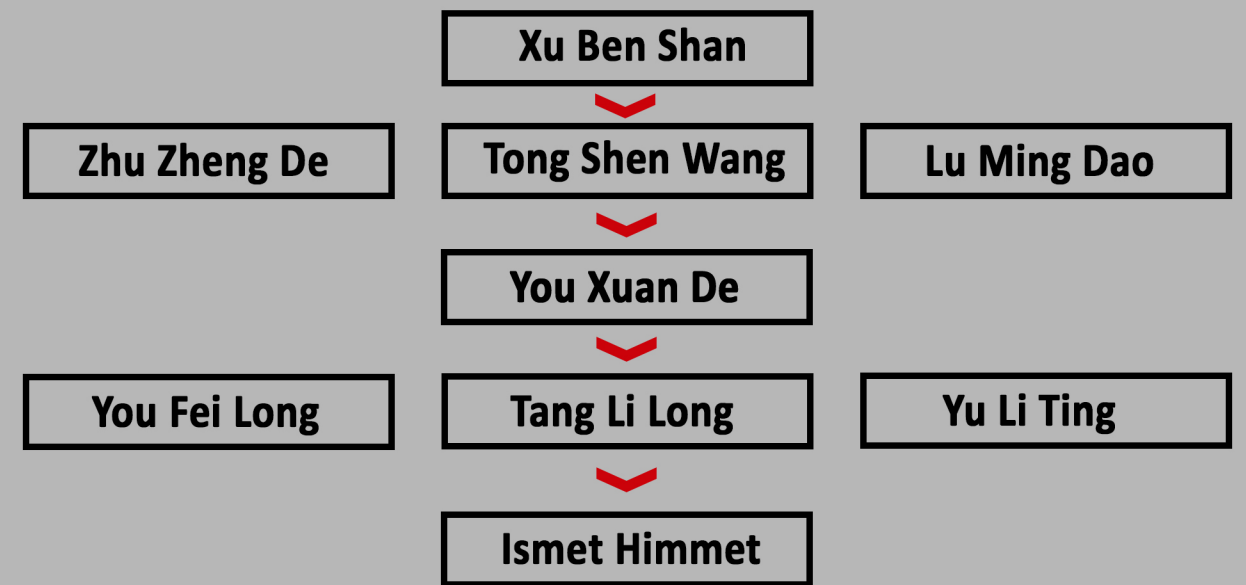 Xu Ben Shan
Zhu Zheng De
Tong Shen Wang
Lu Ming Dao
You Xuan De
You Fei Long
Tang Li Long
Yu Li Ting
Ismet Himmet